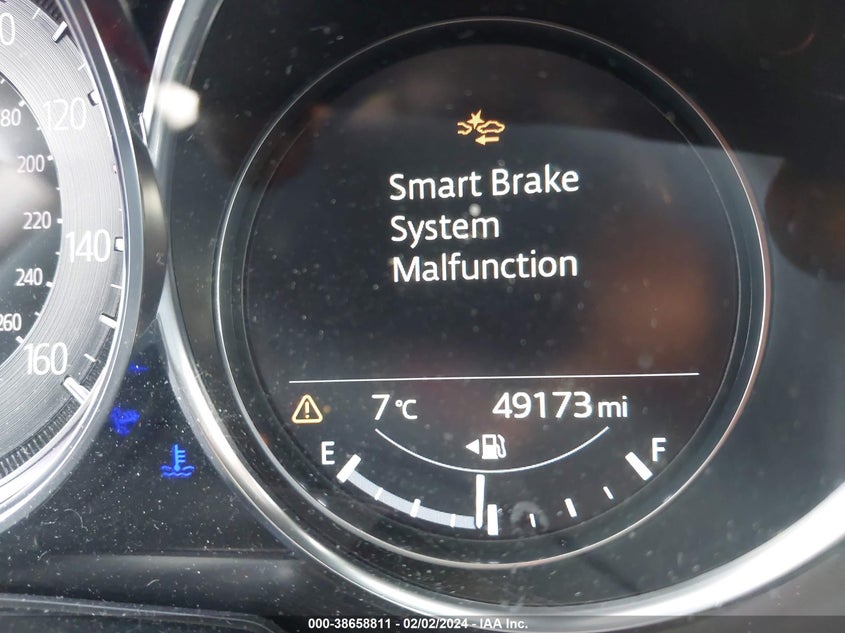 120
80
200
220
140
240
260
160
Smart Brake
System
Malfunction
7°C 49173 mi
E F
000-38658811 - 02/02/2024 - IAA Inc.